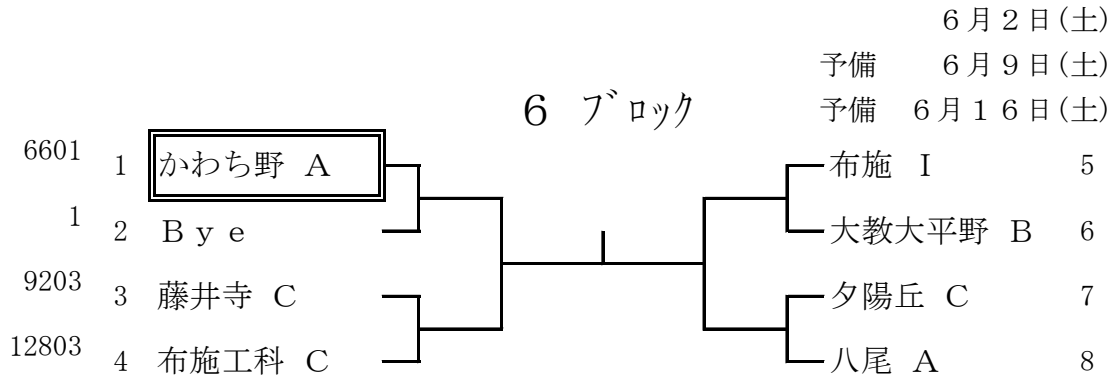 ６月２日(土)
予備　６月９日(土)
予備　６月１６日(土)
６ ブロック
6601 1 かわち野 Ａ 布施 Ｉ 5
1 2 Ｂｙｅ 大教大平野 Ｂ 6
9203 3 藤井寺 Ｃ 夕陽丘 Ｃ 7
12803 4 布施工科 Ｃ 八尾 Ａ 8